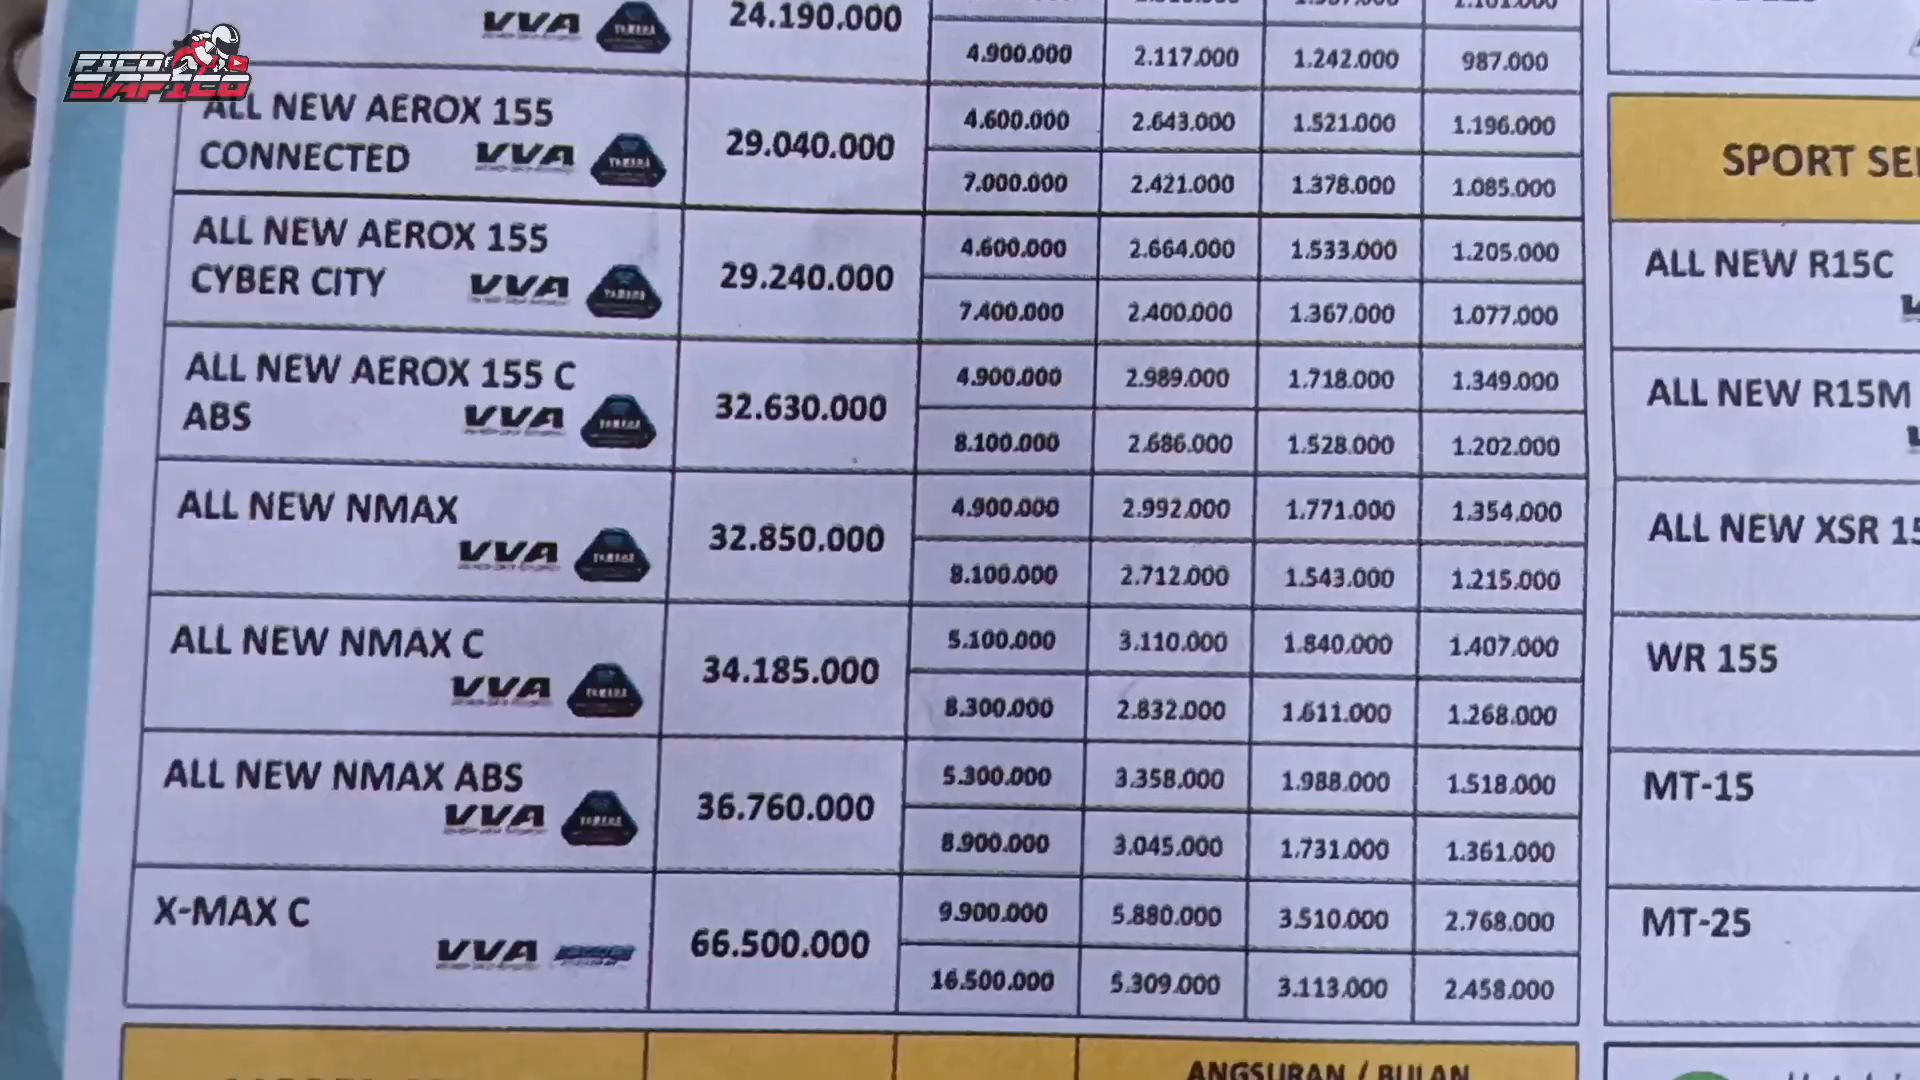 FICO
SAPICO
VVA YAMAHA
24.190.000
4.900.000 2.117.000 1.242.000 987.000
ALL NEW AEROX 155
CONNECTED VVA YAMAHA
29.040.000
4.600.000 2.643.000 1.521.000 1.196.000
7.000.000 2.421.000 1.378.000 1.085.000
ALL NEW AEROX 155
CYBER CITY VVA YAMAHA
29.240.000
4.600.000 2.664.000 1.533.000 1.205.000
7.400.000 2.400.000 1.367.000 1.077.000
ALL NEW AEROX 155 C
ABS VVA YAMAHA
32.630.000
4.900.000 2.989.000 1.718.000 1.349.000
8.100.000 2.686.000 1.528.000 1.202.000
ALL NEW NMAX
VVA YAMAHA
32.850.000
4.900.000 2.992.000 1.771.000 1.354.000
8.100.000 2.712.000 1.543.000 1.215.000
ALL NEW NMAX C
VVA YAMAHA
34.185.000
5.100.000 3.110.000 1.840.000 1.407.000
8.300.000 2.832.000 1.611.000 1.268.000
ALL NEW NMAX ABS
VVA YAMAHA
36.760.000
5.300.000 3.358.000 1.988.000 1.518.000
8.900.000 3.045.000 1.731.000 1.361.000
X-MAX C
VVA
66.500.000
9.900.000 5.880.000 3.510.000 2.768.000
16.500.000 5.309.000 3.113.000 2.458.000
ANGSURAN / BULAN
SPORT SE
ALL NEW R15C
ALL NEW R15M
ALL NEW XSR 15
WR 155
MT-15
MT-25